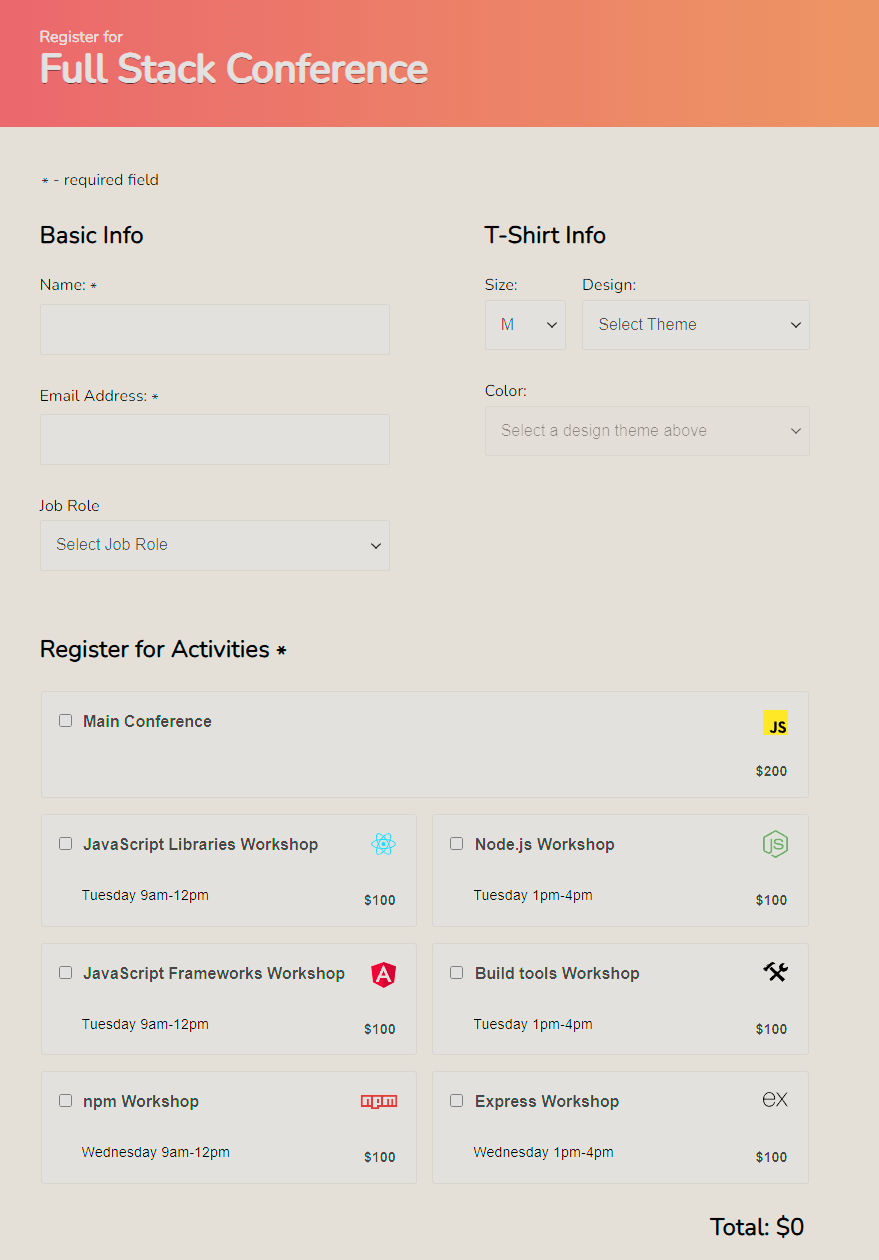 Register for
Full Stack Conference
* - required field
Basic Info
Name: *
Email Address: *
Job Role
Select Job Role
T-Shirt Info
Size:
Design:
M
Select Theme
Color:
Select a design theme above
Register for Activities *
Main Conference
JS
$200
JavaScript Libraries Workshop
Tuesday 9am-12pm
$100
Node.js Workshop
JS
Tuesday 1pm-4pm
$100
JavaScript Frameworks Workshop
A
Tuesday 9am-12pm
$100
Build tools Workshop
Tuesday 1pm-4pm
$100
npm Workshop
npm
Wednesday 9am-12pm
$100
Express Workshop
ex
Wednesday 1pm-4pm
$100
Total: $0